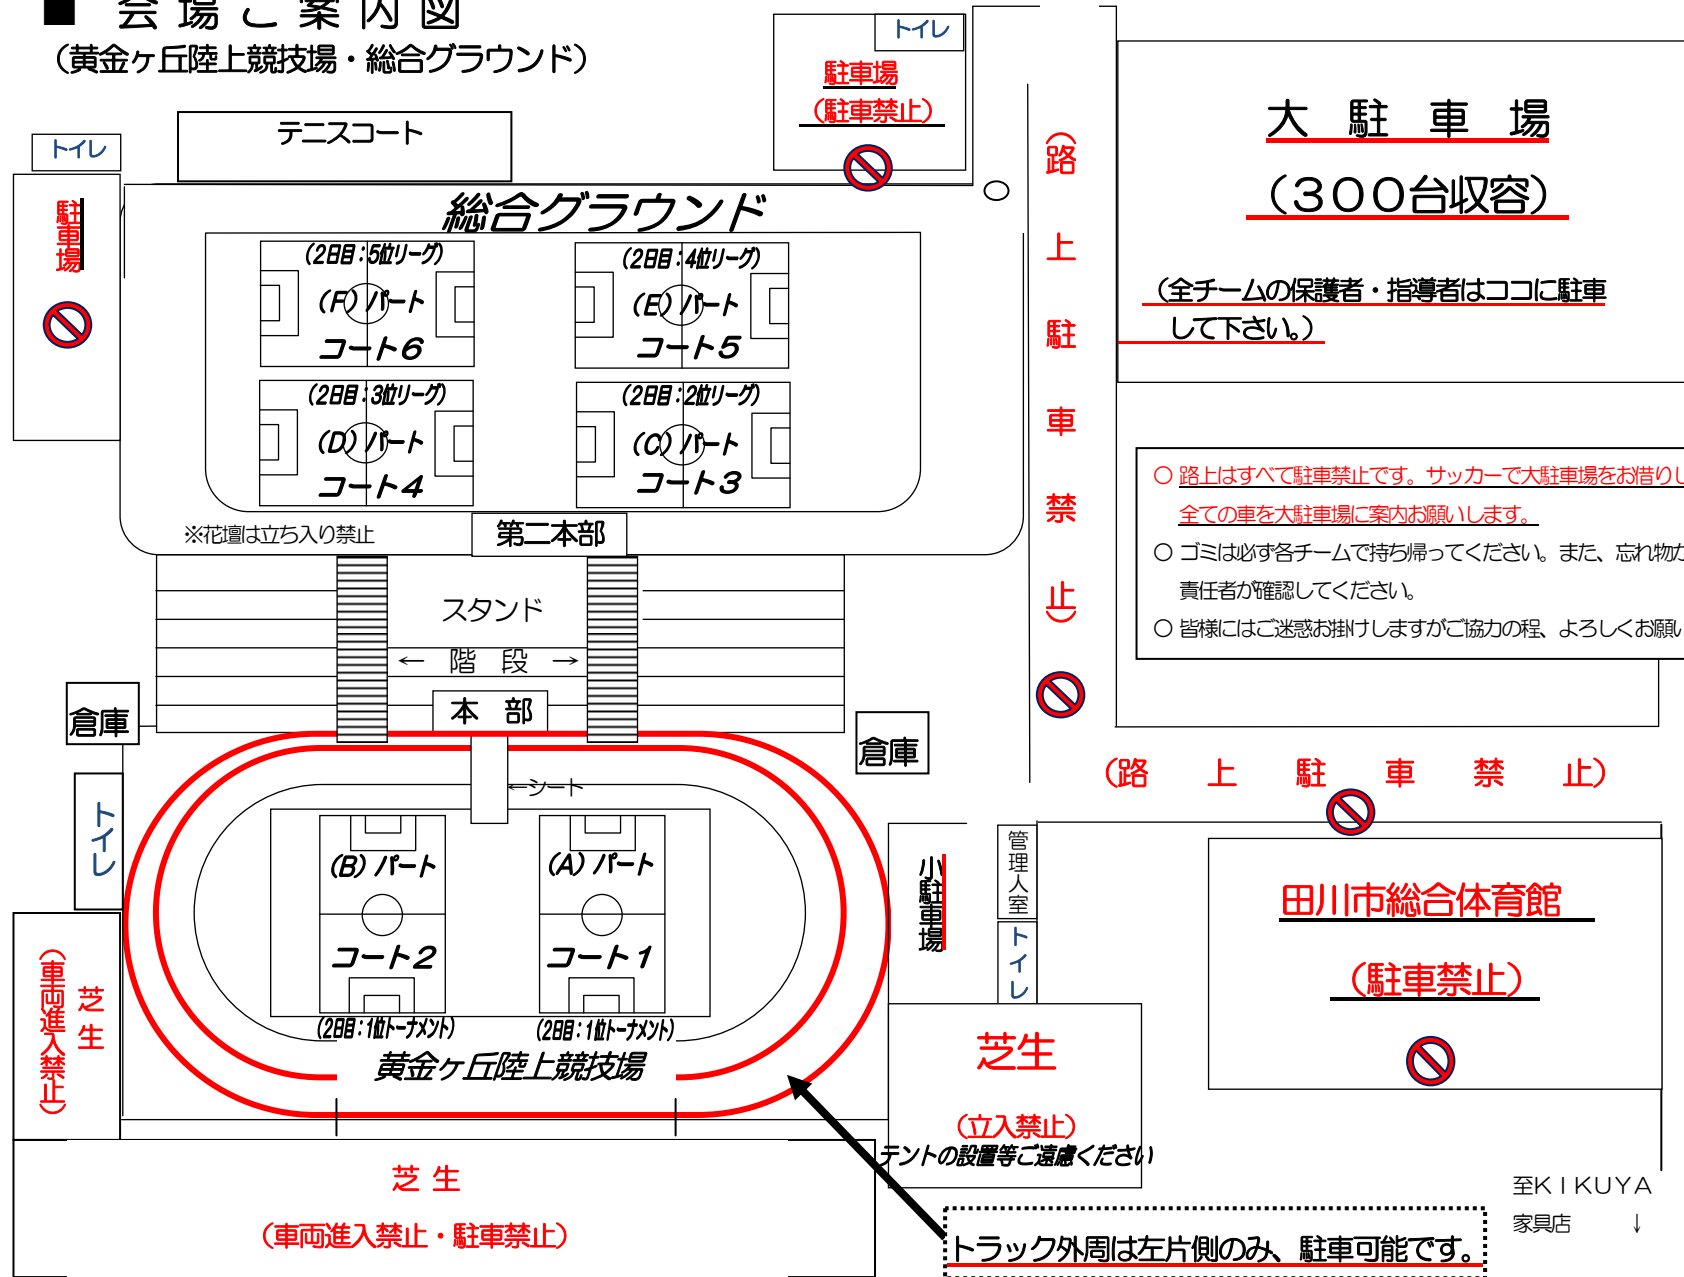 ■ 会場ご案内図
（黄金ヶ丘陸上競技場・総合グラウンド）
トイレ
駐車場
（駐車禁止）
テニスコート
トイレ
駐車場
総合グラウンド
（2日目：5位リーグ）
（F）パート
コート6
（2日目：4位リーグ）
（E）パート
コート5
（2日目：3位リーグ）
（D）パート
コート4
（2日目：2位リーグ）
（C）パート
コート3
※花壇は立ち入り禁止
第二本部
（路上駐車禁止）
大駐車場
（３００台収容）
（全チームの保護者・指導者はココに駐車
して下さい。）
○ 路上はすべて駐車禁止です。サッカーで大駐車場をお借りし
全ての車を大駐車場に案内お願いします。
○ ゴミは必ず各チームで持ち帰ってください。また、忘れ物が
責任者が確認してください。
○ 皆様にはご迷惑お掛けしますがご協力の程、よろしくお願い
スタンド
← 階段 →
本部
倉庫
倉庫
トイレ
←シート
（B）パート
コート2
（2日目：1位トーナメント）
（A）パート
コート1
（2日目：1位トーナメント）
黄金ヶ丘陸上競技場
（路上駐車禁止）
小駐車場
管理人室
トイレ
田川市総合体育館
（駐車禁止）
芝生
（車両進入禁止）
芝生
（立入禁止）
テントの設置等ご遠慮ください
芝生
（車両進入禁止・駐車禁止）
トラック外周は左片側のみ、駐車可能です。
至ＫＩＫＵＹＡ
家具店 ↓